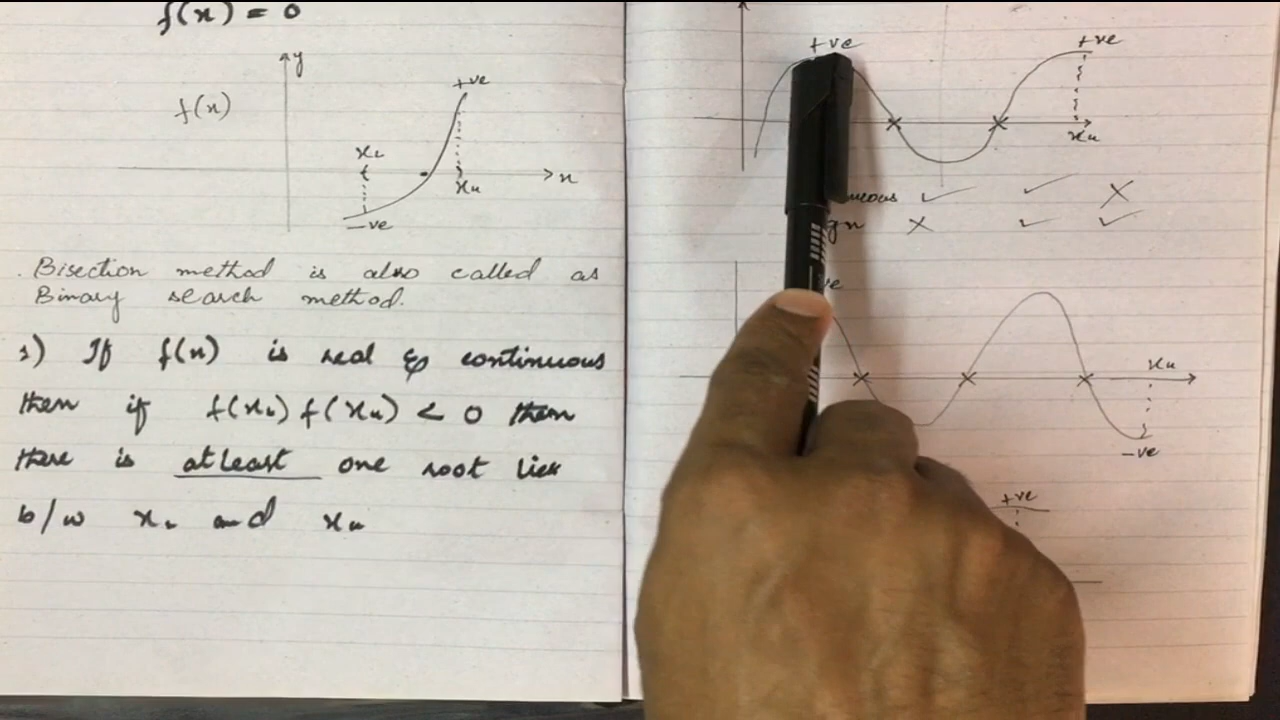 f(x) = 0
y
f(x)
+ve
xL
xu
x
-ve
Bisection method is also called as
Binary search method.
1) If f(x) is real & continuous
then if f(xL) f(xu) < 0 then
there is atleast one root lies
b/w xL and xu
+ve
+ve
xu
xu
-ve
+ve